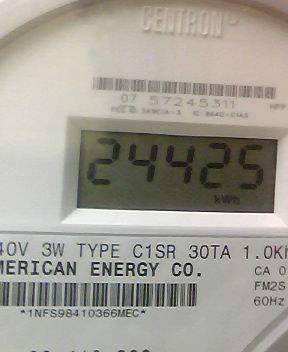 CENTRON
07 57245311
24425
kWh
40V 3W TYPE C1SR 30TA 1.0Kh
MERICAN ENERGY CO.
CA 0
FM2S
60Hz
*1NFS98410366MEC*